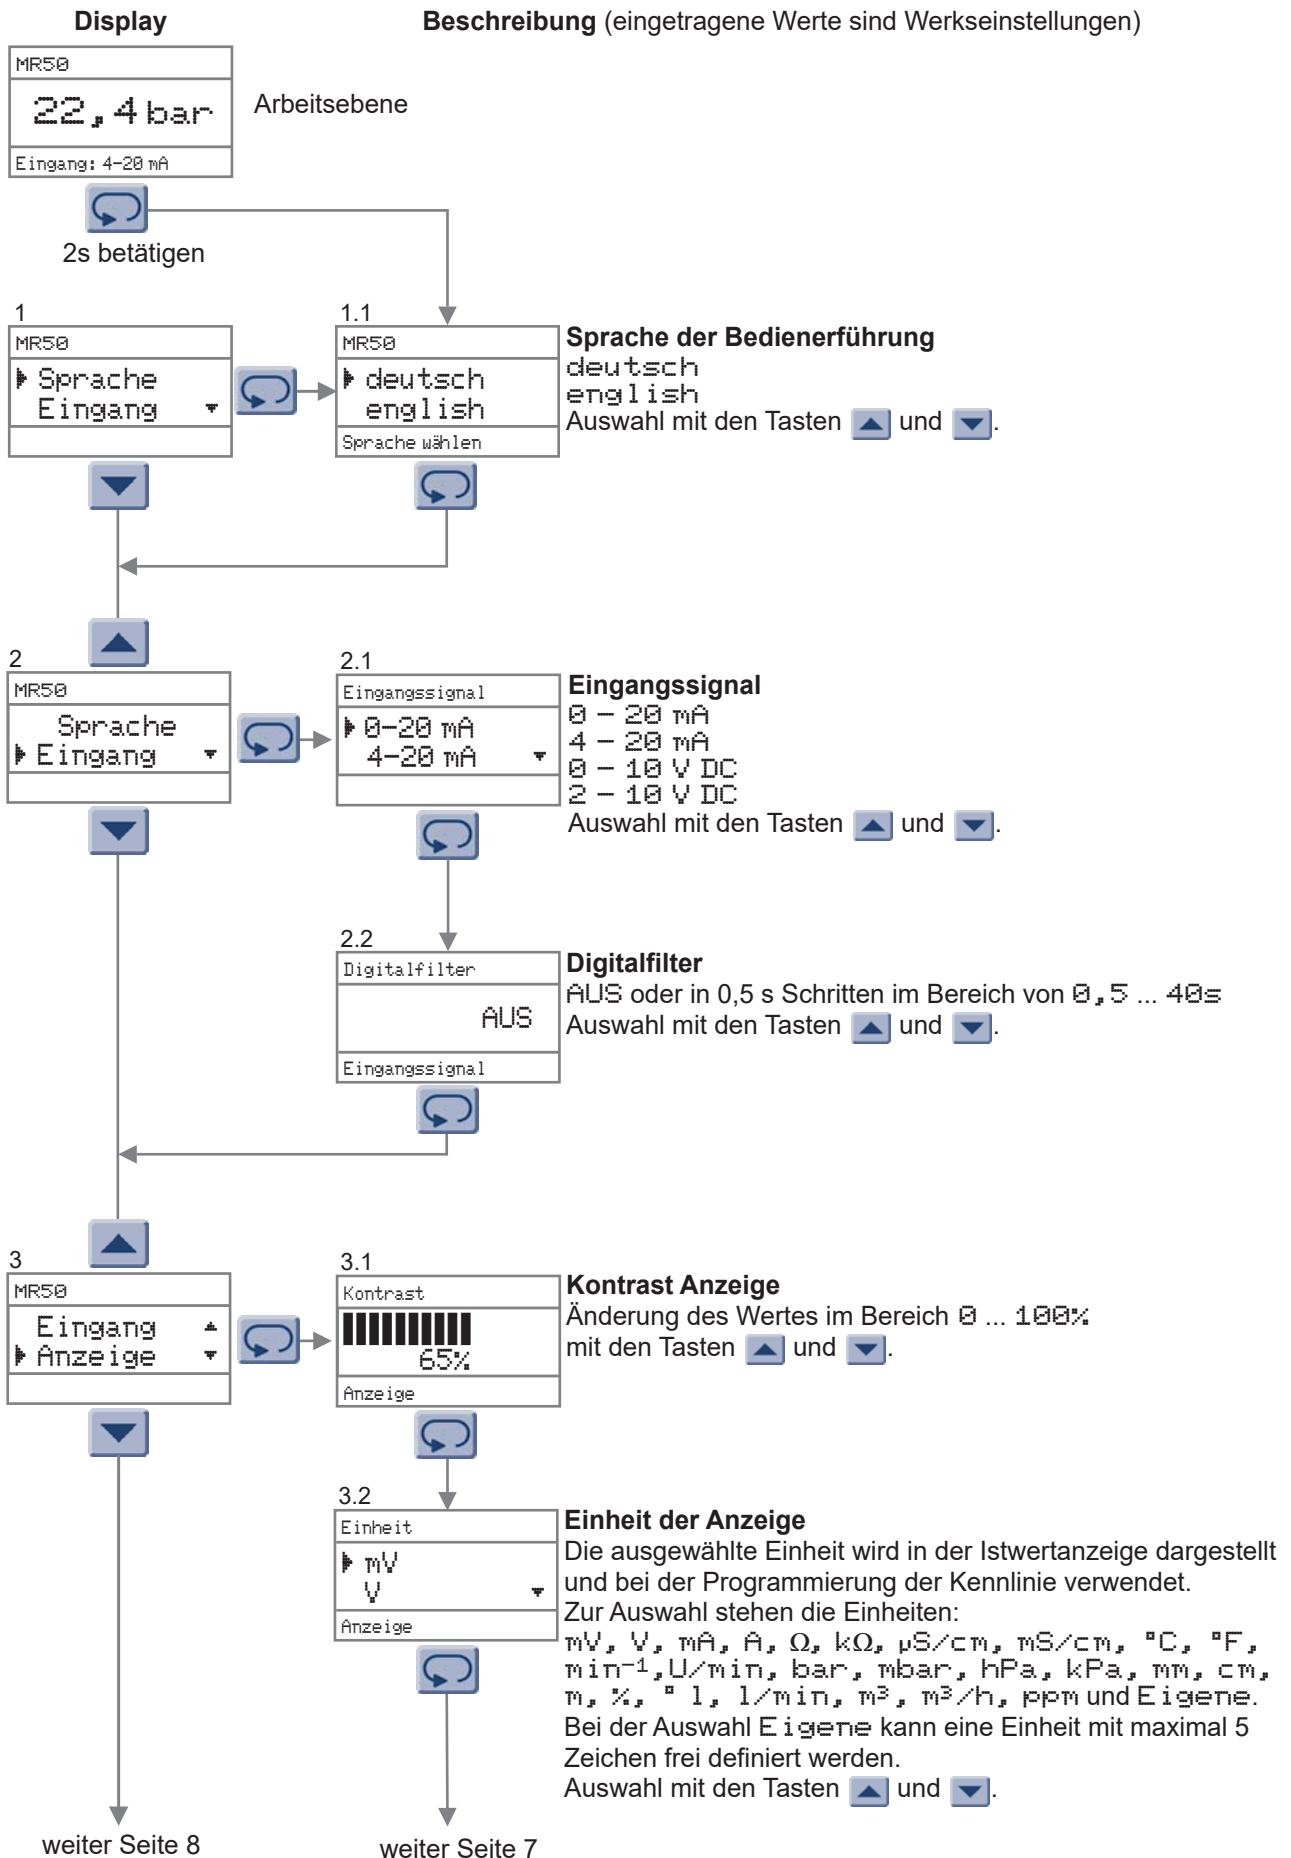 Display
Beschreibung (eingetragene Werte sind Werkseinstellungen)
MR50
22,4 bar
Eingang: 4-20 mA
Arbeitsebene
2s betätigen
1
MR50
Sprache
Eingang
1.1
MR50
deutsch
english
Sprache wählen
Sprache der Bedienerführung
deutsch
english
Auswahl mit den Tasten und .
2
MR50
Sprache
Eingang
2.1
Eingangssignal
0-20 mA
4-20 mA
Eingangssignal
0 - 20 mA
4 - 20 mA
0 - 10 V DC
2 - 10 V DC
Auswahl mit den Tasten und .
2.2
Digitalfilter
AUS
Eingangssignal
Digitalfilter
AUS oder in 0,5 s Schritten im Bereich von 0,5 ... 40s
Auswahl mit den Tasten und .
3
MR50
Eingang
Anzeige
3.1
Kontrast
65%
Anzeige
Kontrast Anzeige
Änderung des Wertes im Bereich 0 ... 100%
mit den Tasten und .
3.2
Einheit
mV
V
Anzeige
Einheit der Anzeige
Die ausgewählte Einheit wird in der Istwertanzeige dargestellt
und bei der Programmierung der Kennlinie verwendet.
Zur Auswahl stehen die Einheiten:
mV, V, mA, A, Ω, kΩ, µS/cm, mS/cm, °C, °F,
min⁻¹,U/min, bar, mbar, hPa, kPa, mm, cm,
m, %, ° l, l/min, m³, m³/h, ppm und Eigene.
Bei der Auswahl Eigene kann eine Einheit mit maximal 5
Zeichen frei definiert werden.
Auswahl mit den Tasten und .
weiter Seite 8
weiter Seite 7